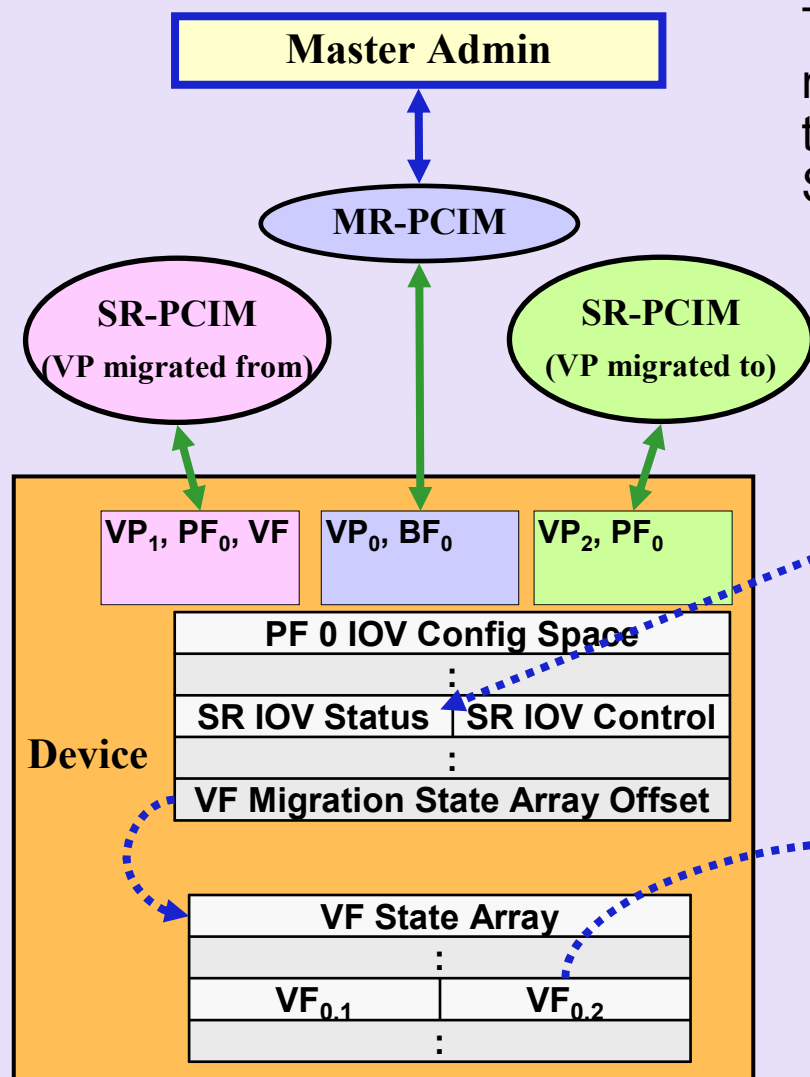 Master Admin
MR-PCIM
SR-PCIM
(VP migrated from)
SR-PCIM
(VP migrated to)
VP₁, PF₀, VF
VP₀, BF₀
VP₂, PF₀
PF 0 IOV Config Space
:
SR IOV Status
SR IOV Control
:
Device
VF Migration State Array Offset
VF State Array
:
VF₀.₁
VF₀.₂
: